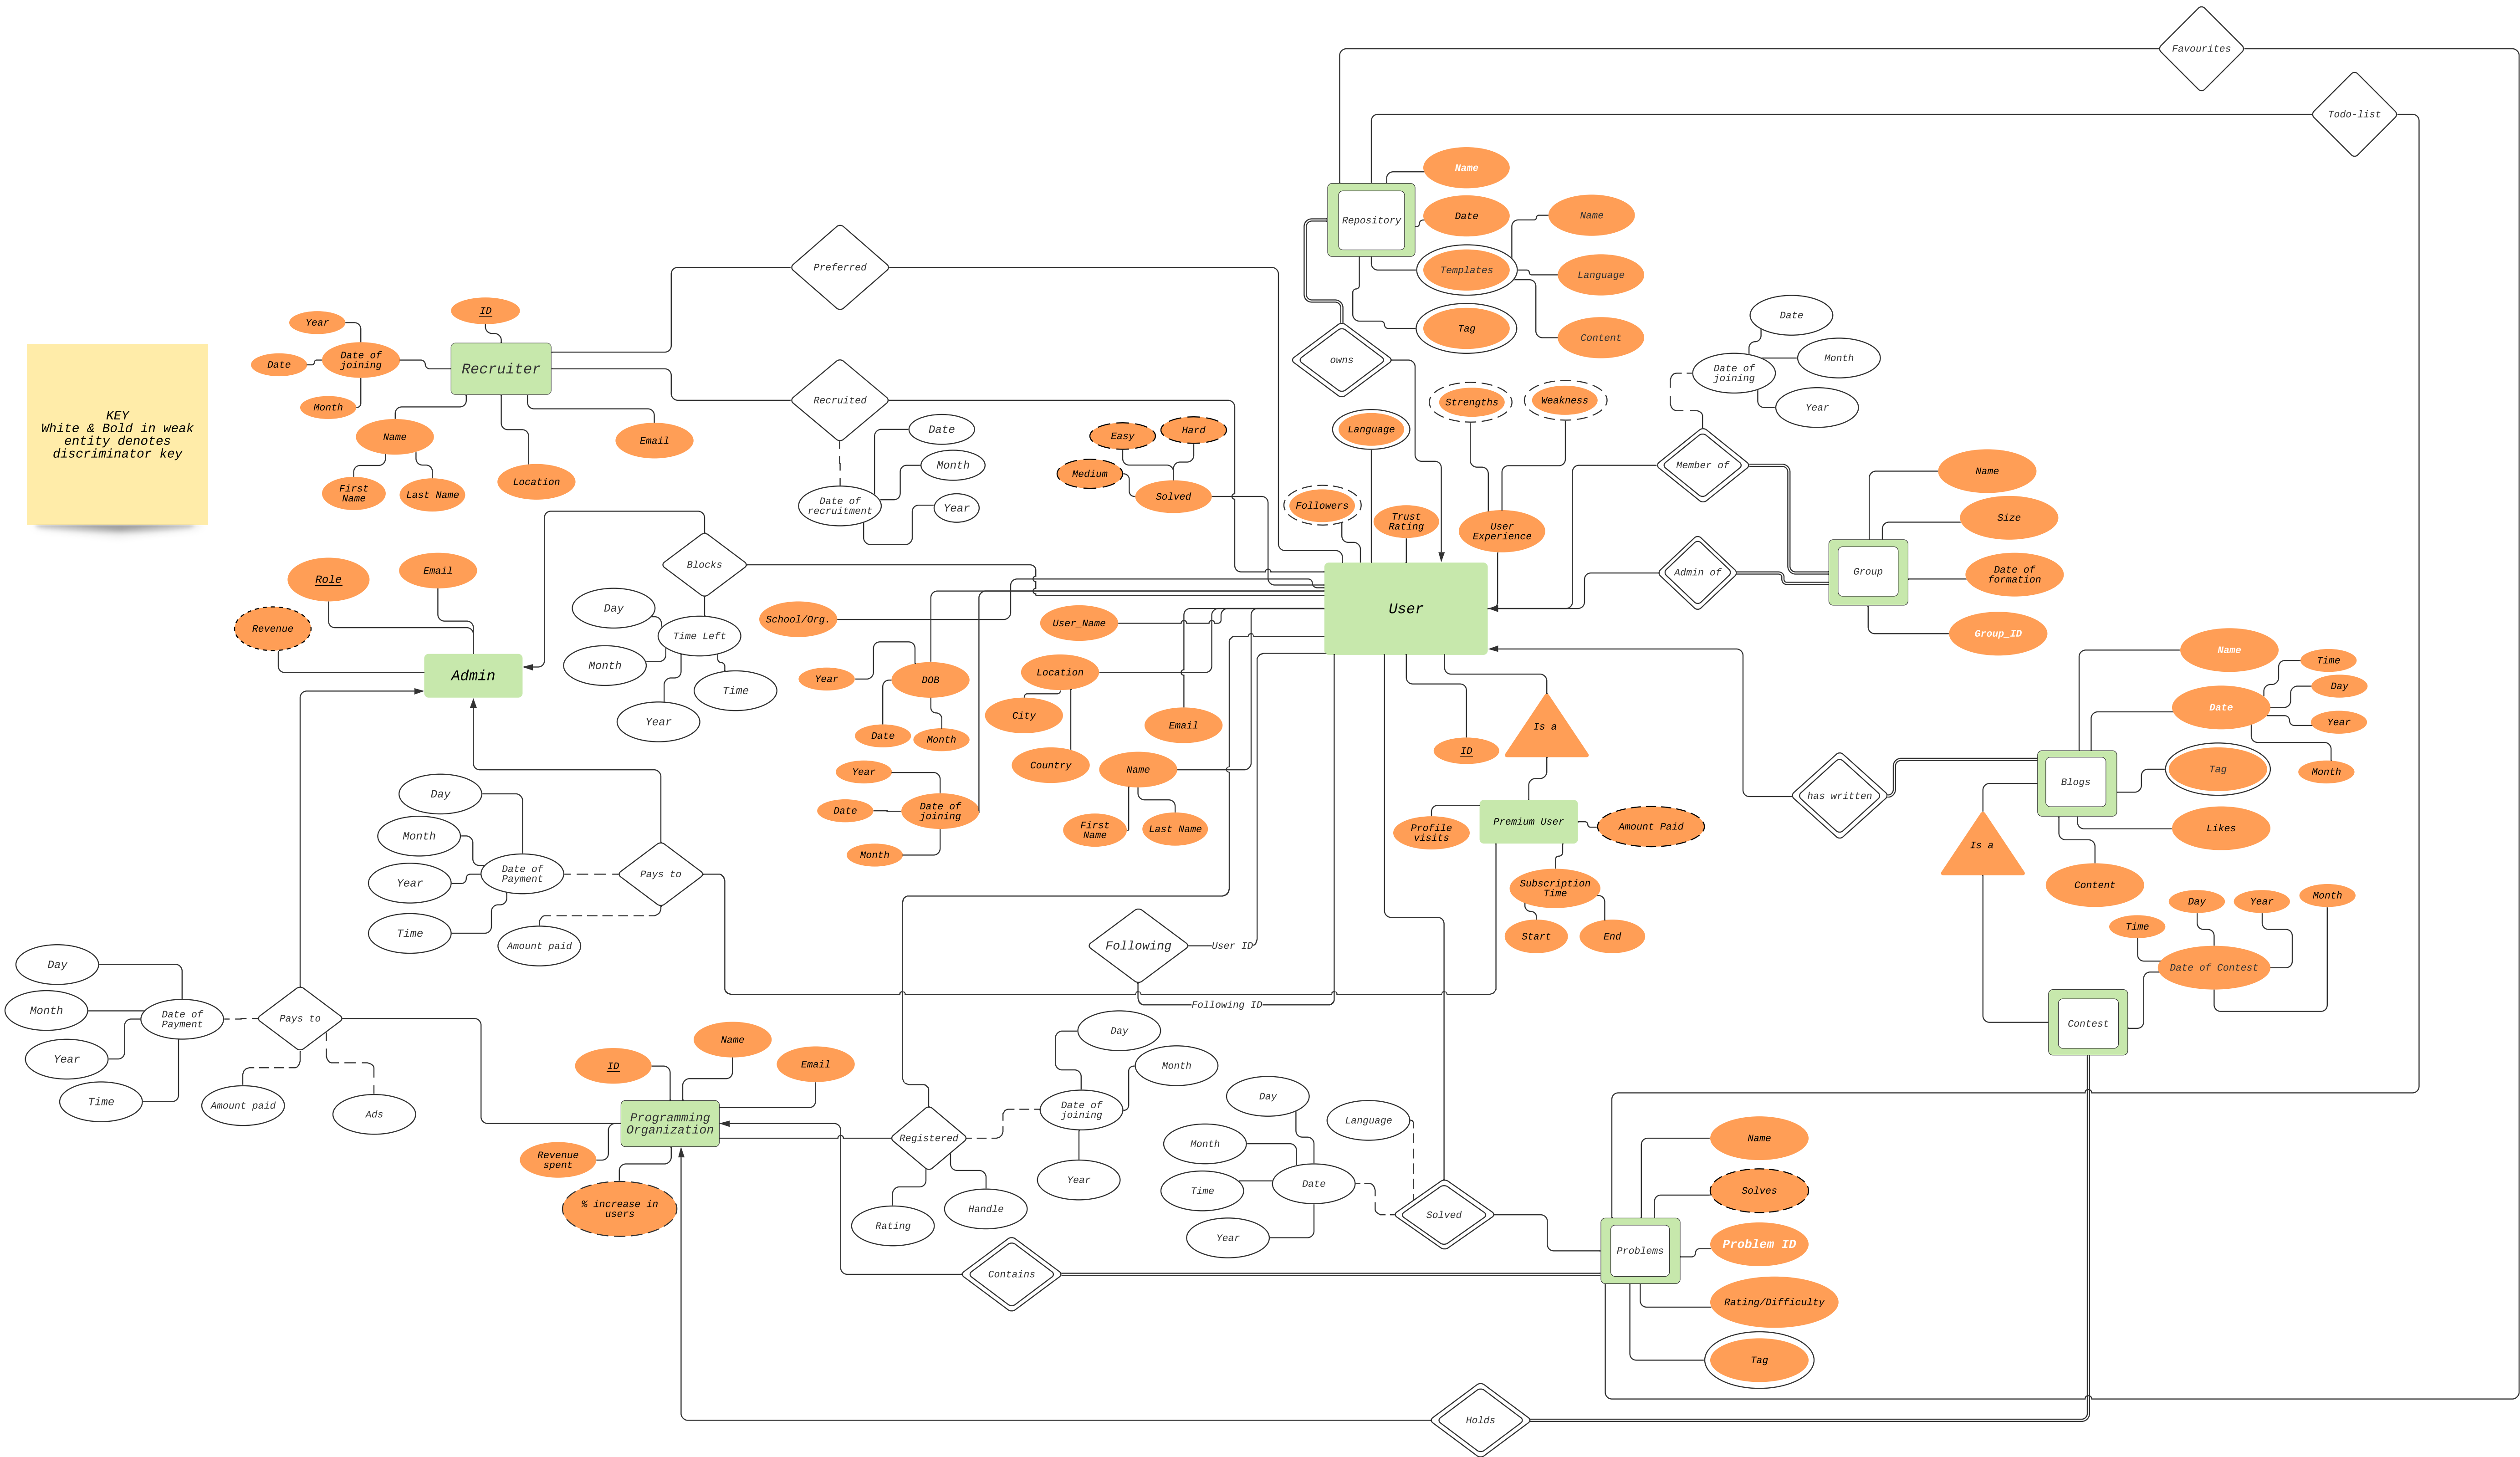 Favourites
Todo-list
Name
Repository
Date
Name
Templates
Language
Tag
Content
owns
Preferred
ID
Year
Date of
joining
Date
Month
Recruiter
Name
First
Name
Last Name
Location
Email
KEY
White & Bold in weak
entity denotes
discriminator key
Recruited
Date of
recruitment
Date
Month
Year
Easy
Hard
Medium
Solved
Language
Strengths
Weakness
Followers
Trust
Rating
User
Experience
Date
Month
Year
Date of
joining
Member of
Admin of
Group
Name
Size
Date of
formation
Group_ID
Role
Email
Revenue
Admin
Blocks
Day
Month
Year
Time
Time Left
School/Org.
User_Name
User
Year
DOB
Date
Month
Location
City
Country
Email
Year
Date
Date of
joining
Month
Name
First
Name
Last Name
ID
Is a
Premium User
Profile
visits
Amount Paid
Subscription
Time
Start
End
has written
Name
Date
Time
Day
Year
Month
Blogs
Tag
Likes
Content
Is a
Day
Year
Month
Time
Date of Contest
Contest
Day
Month
Year
Time
Date of
Payment
Pays to
Amount paid
Following
User ID
Following ID
Day
Month
Year
Time
Date of
Payment
Pays to
Amount paid
Ads
ID
Name
Email
Programming
Organization
Revenue
spent
% increase in
users
Registered
Rating
Handle
Day
Month
Date of
joining
Year
Day
Month
Time
Year
Date
Language
Solved
Contains
Problems
Name
Solves
Problem ID
Rating/Difficulty
Tag
Holds